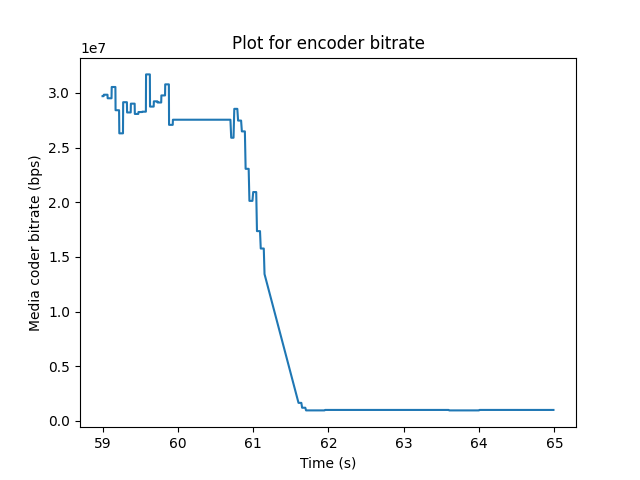 Plot for encoder bitrate
1e7
3.0
2.5
2.0
1.5
1.0
0.5
0.0
Media coder bitrate (bps)
59 60 61 62 63 64 65
Time (s)